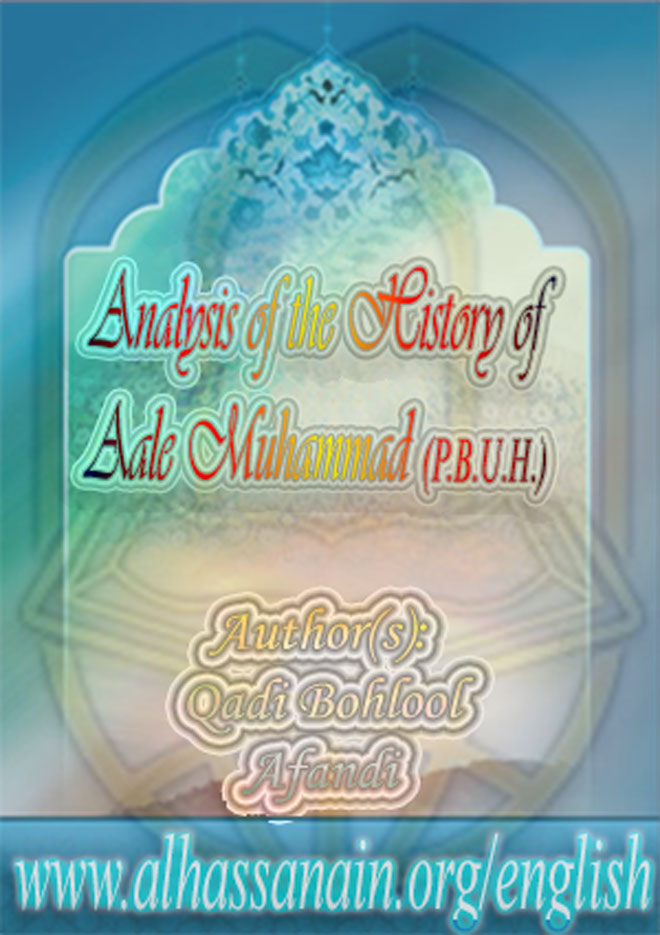 Analysis of the History of
Aale Muhammad (P.B.U.H.)
Author(s):
Qadi Bohlool
Afandi
www.alhassanain.org/english